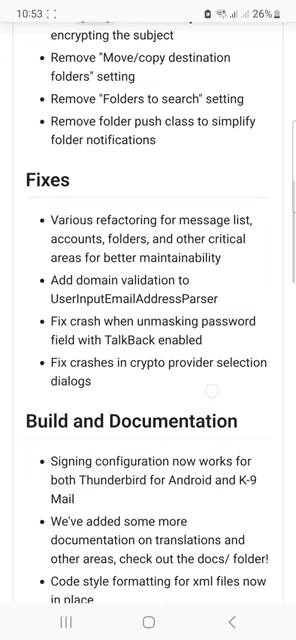 10:53 26%
encrypting the subject
• Remove "Move/copy destination
folders" setting
• Remove "Folders to search" setting
• Remove folder push class to simplify
folder notifications
Fixes
• Various refactoring for message list,
accounts, folders, and other critical
areas for better maintainability
• Add domain validation to
UserInputEmailAddressParser
• Fix crash when unmasking password
field with TalkBack enabled
• Fix crashes in crypto provider selection
dialogs
Build and Documentation
• Signing configuration now works for
both Thunderbird for Android and K-9
Mail
• We've added some more
documentation on translations and
other areas, check out the docs/ folder!
• Code style formatting for xml files now
in place